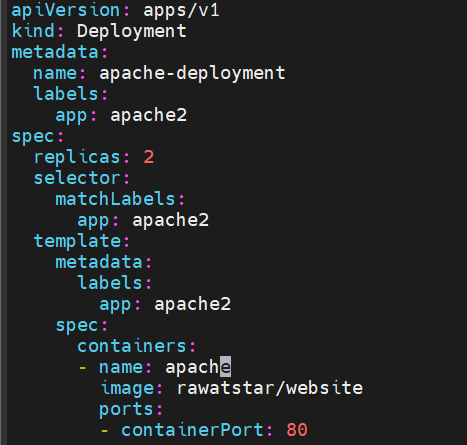 apiVersion: apps/v1
kind: Deployment
metadata:
  name: apache-deployment
  labels:
    app: apache2
spec:
  replicas: 2
  selector:
    matchLabels:
      app: apache2
  template:
    metadata:
      labels:
        app: apache2
    spec:
      containers:
      - name: apache
        image: rawatstar/website
        ports:
        - containerPort: 80